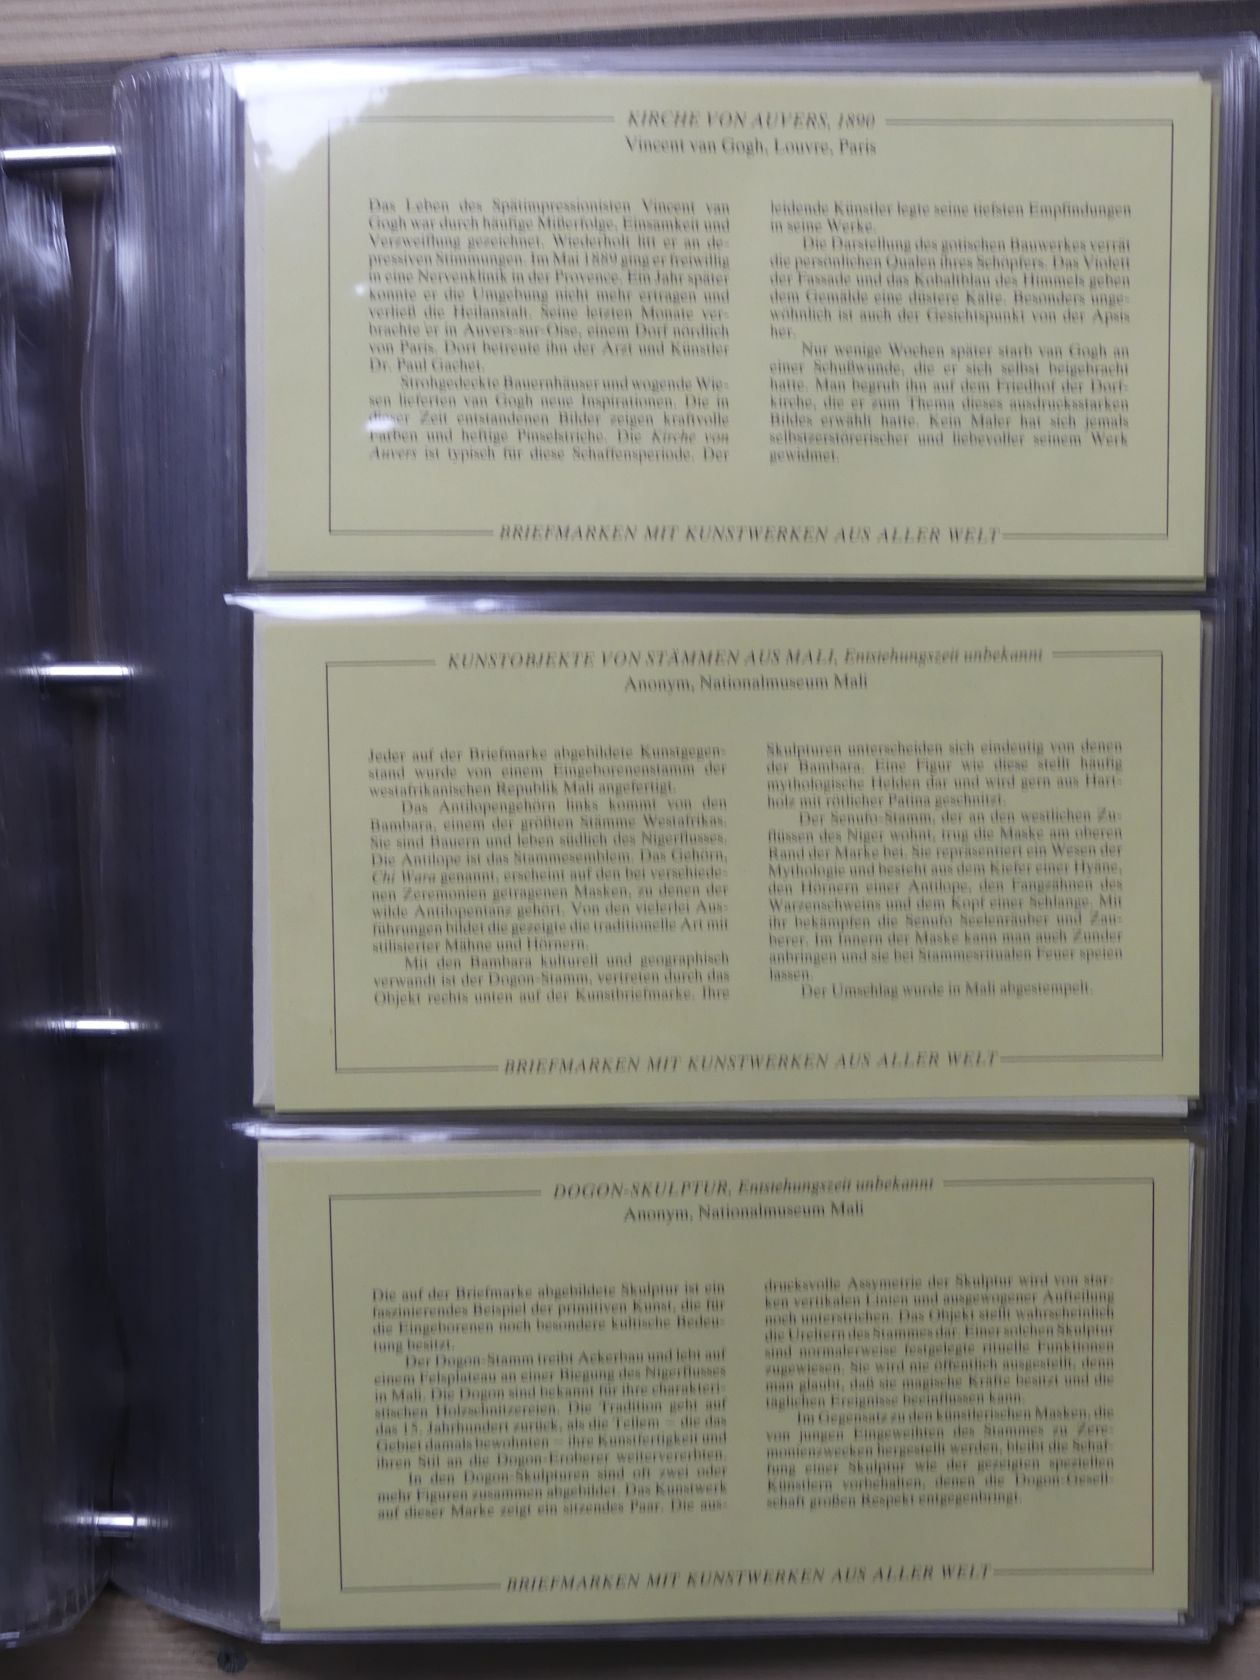 KIRCHE VON AUVERS, 1890
Vincent van Gogh, Louvre, Paris
Das Leben des Spätimpressionisten Vincent van
Gogh war durch häufige Mißerfolge, Einsamkeit und
Verzweiflung gezeichnet. Wiederholt litt er an de-
pressiven Stimmungen. Im Mai 1889 ging er freiwillig
in eine Nervenklinik in der Provence. Ein Jahr später
konnte er die Umgebung nicht mehr ertragen und
verließ die Heilanstalt. Seine letzten Monate ver-
brachte er in Auvers-sur-Oise, einem Dorf nördlich
von Paris. Dort betreute ihn der Arzt und Künstler
Dr. Paul Gachet.
Strohgedeckte Bauernhäuser und wogende Wie-
sen lieferten van Gogh neue Inspirationen. Die in
dieser Zeit entstandenen Bilder zeigen kraftvolle
Farben und heftige Pinselstriche. Die Kirche von
Auvers ist typisch für diese Schaffensperiode. Der
leidende Künstler legte seine tiefsten Empfindungen
in seine Werke.
Die Darstellung des gotischen Bauwerkes verrät
die persönlichen Qualen ihres Schöpfers. Das Violett
der Fassade und das Kobaltblau des Himmels geben
dem Gemälde eine düstere Kälte. Besonders unge-
wöhnlich ist auch der Gesichtspunkt von der Apsis
her.
Nur wenige Wochen später starb van Gogh an
einer Schußwunde, die er sich selbst beigebracht
hatte. Man begrub ihn auf dem Friedhof der Dorf-
kirche, die er zum Thema dieses ausdrucksstarken
Bildes erwählt hatte. Kein Maler hat sich jemals
selbstzerstörerischer und liebevoller seinem Werk
gewidmet.
BRIEFMARKEN MIT KUNSTWERKEN AUS ALLER WELT
KUNSTOBJEKTE VON STÄMMEN AUS MALI, Entstehungszeit unbekannt
Anonym, Nationalmuseum Mali
Jeder auf der Briefmarke abgebildete Kunstgegen-
stand wurde von einem Eingeborenenstamm der
westafrikanischen Republik Mali angefertigt.
Das Antilopengehörn links kommt von den
Bambara, einem der größten Stämme Westafrikas.
Sie sind Bauern und leben südlich des Nigerflusses.
Die Antilope ist das Stammesemblem. Das Gehörn,
Chi Wara genannt, erscheint auf den bei verschiede-
nen Zeremonien getragenen Masken, zu denen der
wilde Antilopentanz gehört. Von den vielerlei Aus-
führungen bildet die gezeigte die traditionelle Art mit
stilisierter Mähne und Hörnern.
Mit den Bambara kulturell und geographisch
verwandt ist der Dogon-Stamm, vertreten durch das
Objekt rechts unten auf der Kunstbriefmarke. Ihre
Skulpturen unterscheiden sich eindeutig von denen
der Bambara. Eine Figur wie diese stellt häufig
mythologische Helden dar und wird gern aus Hart-
holz mit rötlicher Patina geschnitzt.
Der Senufo-Stamm, der an den westlichen Zu-
flüssen des Niger wohnt, trug die Maske am oberen
Rand der Marke bei. Sie repräsentiert ein Wesen der
Mythologie und besteht aus dem Kiefer einer Hyäne,
den Hörnern einer Antilope, den Fangzähnen des
Warzenschweins und dem Kopf einer Schlange. Mit
ihr bekämpfen die Senufo Seelenräuber und Zau-
berer. Im Innern der Maske kann man auch Zunder
anbringen und sie bei Stammesritualen Feuer speien
lassen.
Der Umschlag wurde in Mali abgestempelt.
BRIEFMARKEN MIT KUNSTWERKEN AUS ALLER WELT
DOGON-SKULPTUR, Entstehungszeit unbekannt
Anonym, Nationalmuseum Mali
Die auf der Briefmarke abgebildete Skulptur ist ein
faszinierendes Beispiel der primitiven Kunst, die für
die Eingeborenen noch besondere kultische Bedeu-
tung besitzt.
Der Dogon-Stamm treibt Ackerbau und lebt auf
einem Felsplateau an einer Biegung des Nigerflusses
in Mali. Die Dogon sind bekannt für ihre charakteri-
stischen Holzschnitzereien. Die Tradition geht auf
das 15. Jahrhundert zurück, als die Tellem – die das
Gebiet damals bewohnten – ihre Kunstfertigkeit und
ihren Stil an die Dogon-Eroberer weitervererbten.
In den Dogon-Skulpturen sind oft zwei oder
mehr Figuren zusammen abgebildet. Das Kunstwerk
auf dieser Marke zeigt ein sitzendes Paar. Die aus-
drucksvolle Assymetrie der Skulptur wird von star-
ken vertikalen Linien und ausgewogener Aufteilung
noch unterstrichen. Das Objekt stellt wahrscheinlich
die Ureltern des Stammes dar. Einer solchen Skulptur
sind normalerweise festgelegte rituelle Funktionen
zugewiesen. Sie wird nie öffentlich ausgestellt, denn
man glaubt, daß sie magische Kräfte besitzt und die
täglichen Ereignisse beeinflussen kann.
Im Gegensatz zu den künstlerischen Masken, die
von jungen Eingeweihten des Stammes zu Zere-
monienzwecken hergestellt werden, bleibt die Schaf-
fung einer Skulptur wie der gezeigten speziellen
Künstlern vorbehalten, denen die Dogon-Gesell-
schaft großen Respekt entgegenbringt.
BRIEFMARKEN MIT KUNSTWERKEN AUS ALLER WELT